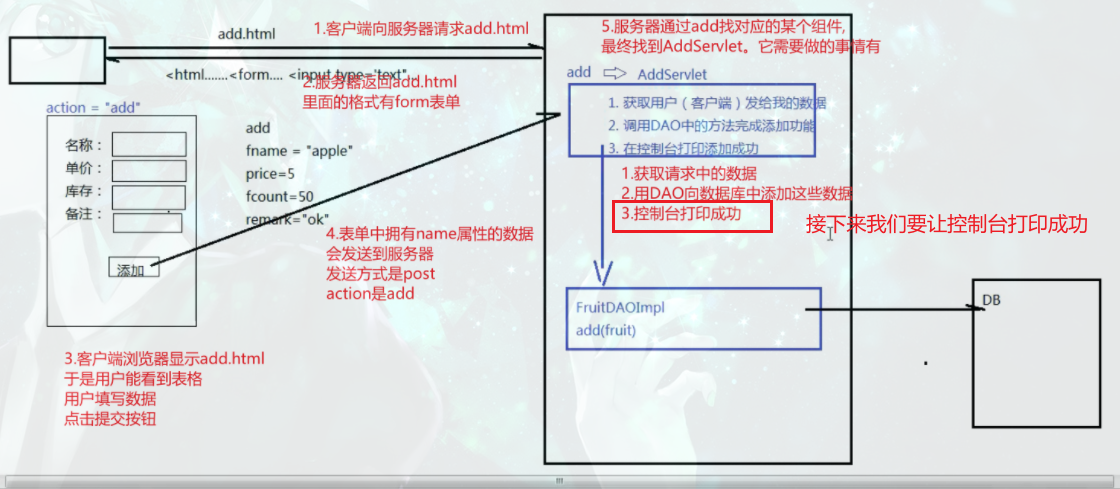 add.html
1.客户端向服务器请求add.html
<html.......<form.... <input type='text"...
2.服务器返回add.html
里面的格式有form表单
action = "add"
名称：
单价：
库存：
备注：
添加
add
fname = "apple"
price=5
fcount=50
remark="ok"
4.表单中拥有name属性的数据
会发送到服务器
发送方式是post
action是add
3.客户端浏览器显示add.html
于是用户能看到表格
用户填写数据
点击提交按钮
5.服务器通过add找对应的某个组件,
最终找到AddServlet。它需要做的事情有
add
AddServlet
1. 获取用户（客户端）发给我的数据
2. 调用DAO中的方法完成添加功能
3. 在控制台打印添加成功
1.获取请求中的数据
2.用DAO向数据库中添加这些数据
3.控制台打印成功
接下来我们要让控制台打印成功
FruitDAOImpl
add(fruit)
DB